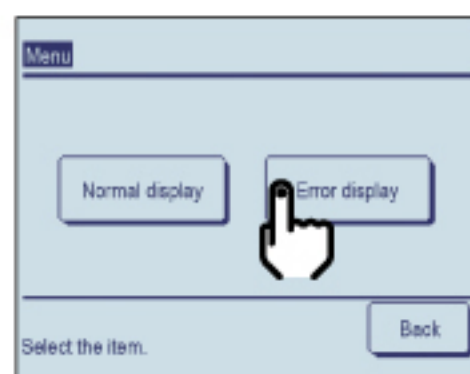 Menu
Normal display
Error display
Back
Select the item.